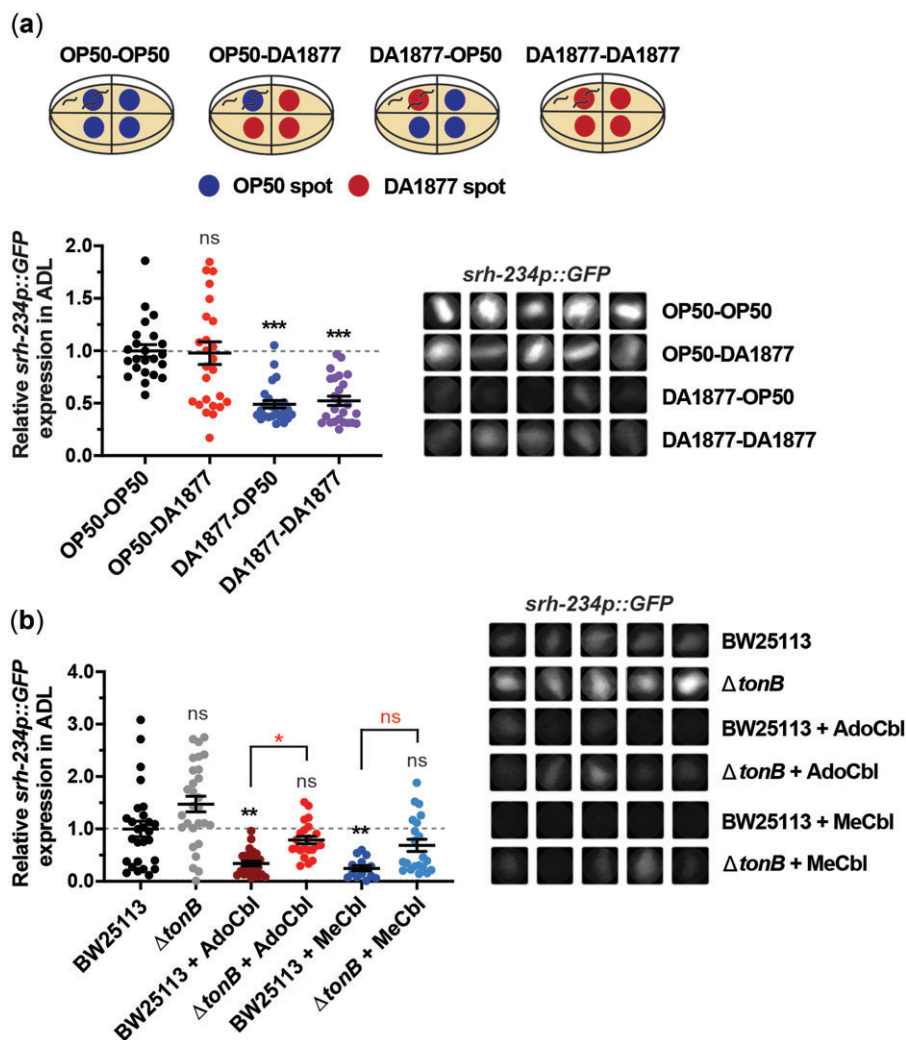 (a)
OP50-OP50 OP50-DA1877 DA1877-OP50 DA1877-DA1877
OP50 spot DA1877 spot
Relative srh-234p::GFP
expression in ADL
2.0
1.5
1.0
0.5
0.0
ns
***
***
OP50-OP50
OP50-DA1877
DA1877-OP50
DA1877-DA1877
srh-234p::GFP
OP50-OP50
OP50-DA1877
DA1877-OP50
DA1877-DA1877
(b)
Relative srh-234p::GFP
expression in ADL
4.0
3.0
2.0
1.0
0.5
0.0
ns
**
*
ns
**
ns
ns
BW25113
ΔtonB
BW25113 + AdoCbl
ΔtonB + AdoCbl
BW25113 + MeCbl
ΔtonB + MeCbl
srh-234p::GFP
BW25113
ΔtonB
BW25113 + AdoCbl
ΔtonB + AdoCbl
BW25113 + MeCbl
ΔtonB + MeCbl